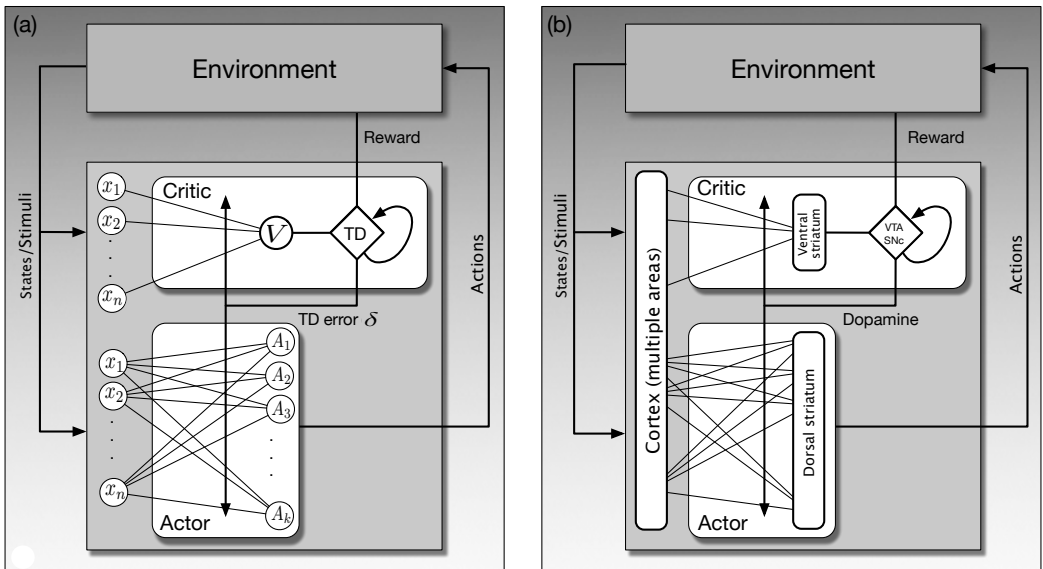 (a)
Environment
Reward
States/Stimuli
Actions
x₁
x₂
xₙ
Critic
V
TD
TD error δ
x₁
x₂
xₙ
A₁
A₂
A₃
Aₖ
Actor
(b)
Environment
Reward
States/Stimuli
Actions
Cortex (multiple areas)
Critic
Ventral
striatum
VTA
SNc
Dopamine
Dorsal striatum
Actor